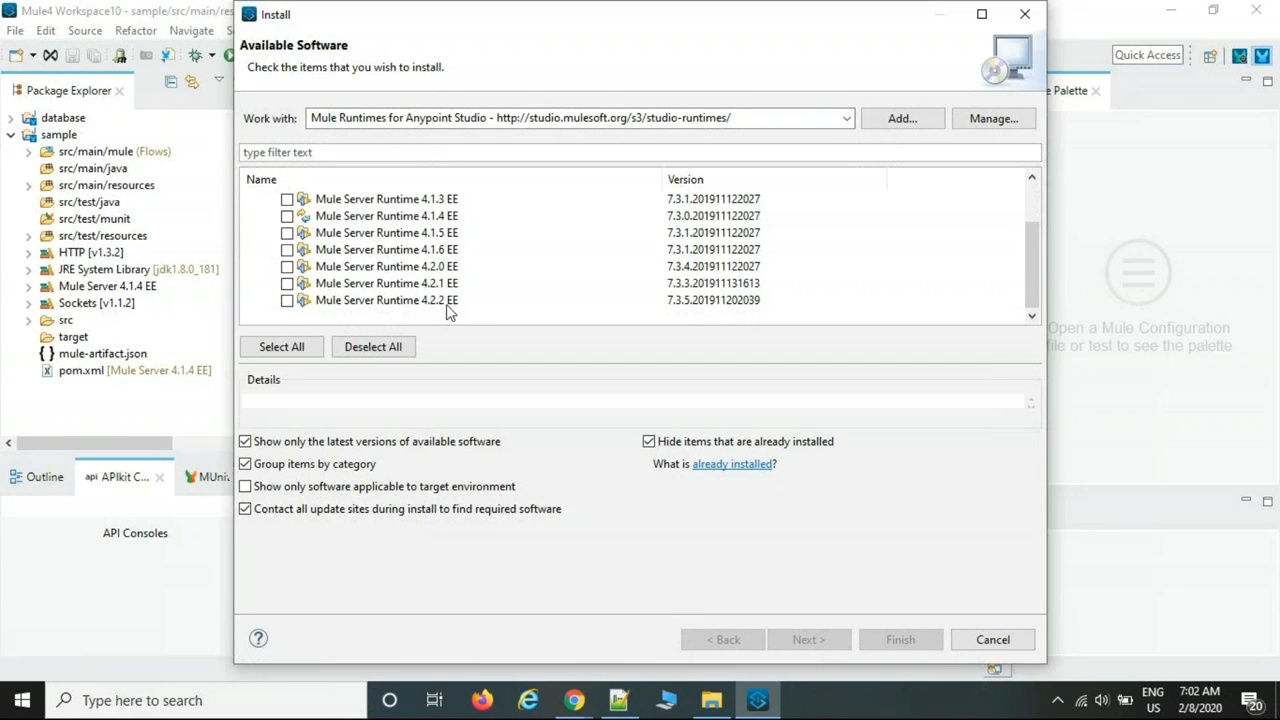 Mule4 Workspace10 - sample/src/main/res
File Edit Source Refactor Navigate
Quick Access
Package Explorer
database
sample
src/main/mule (Flows)
src/main/java
src/main/resources
src/test/java
src/test/munit
src/test/resources
HTTP [v1.3.2]
JRE System Library [jdk1.8.0_181]
Mule Server 4.1.4 EE
Sockets [v1.1.2]
src
target
mule-artifact.json
pom.xml [Mule Server 4.1.4 EE]
Outline
api APIkit C...
MUni
API Consoles
Install
Available Software
Check the items that you wish to install.
Work with: Mule Runtimes for Anypoint Studio - http://studio.mulesoft.org/s3/studio-runtimes/ Add... Manage...
type filter text
Name Version
Mule Server Runtime 4.1.3 EE 7.3.1.201911122027
Mule Server Runtime 4.1.4 EE 7.3.0.201911122027
Mule Server Runtime 4.1.5 EE 7.3.1.201911122027
Mule Server Runtime 4.1.6 EE 7.3.1.201911122027
Mule Server Runtime 4.2.0 EE 7.3.4.201911122027
Mule Server Runtime 4.2.1 EE 7.3.3.201911131613
Mule Server Runtime 4.2.2 EE 7.3.5.201911202039
Select All Deselect All
Details
Show only the latest versions of available software
Hide items that are already installed
Group items by category
What is already installed?
Show only software applicable to target environment
Contact all update sites during install to find required software
? < Back Next > Finish Cancel
e Palette
Open a Mule Configuration
file or test to see the palette
Type here to search
ENG
US
7:02 AM
2/8/2020
20